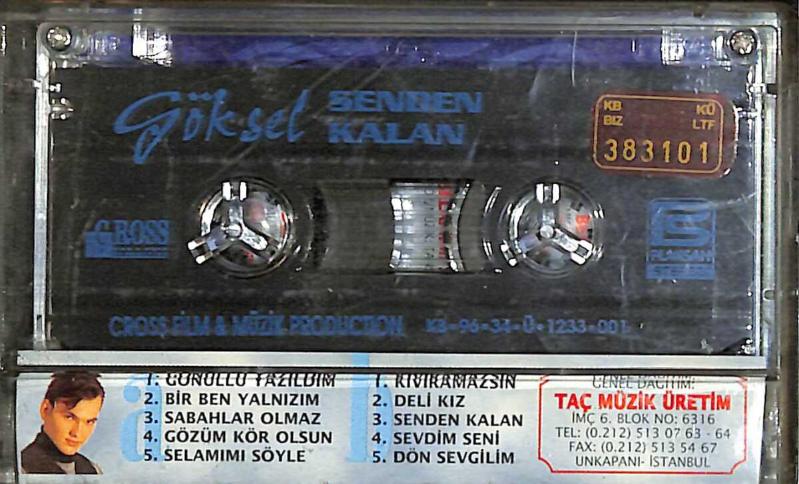 Göksel SENDEN
KALAN
KB KÜ
BIZ LTF
383101
CROSS
PLAKSAN
CROSS FILM & MÜZİK PRODUCTION KB-96-34-Ü-1233-001
a
1. GÖNÜLLÜ YAZILDIM
2. BİR BEN YALNIZIM
3. SABAHLAR OLMAZ
4. GÖZÜM KÖR OLSUN
5. SELAMIMI SÖYLE
b
1. KIVIRAMAZSIN
2. DELİ KIZ
3. SENDEN KALAN
4. SEVDİM SENİ
5. DÖN SEVGİLİM
GENEL DAĞITIM:
TAÇ MÜZİK ÜRETİM
İMÇ 6. BLOK NO: 6316
TEL: (0.212) 513 07 63 - 64
FAX: (0.212) 513 54 67
UNKAPANI- İSTANBUL